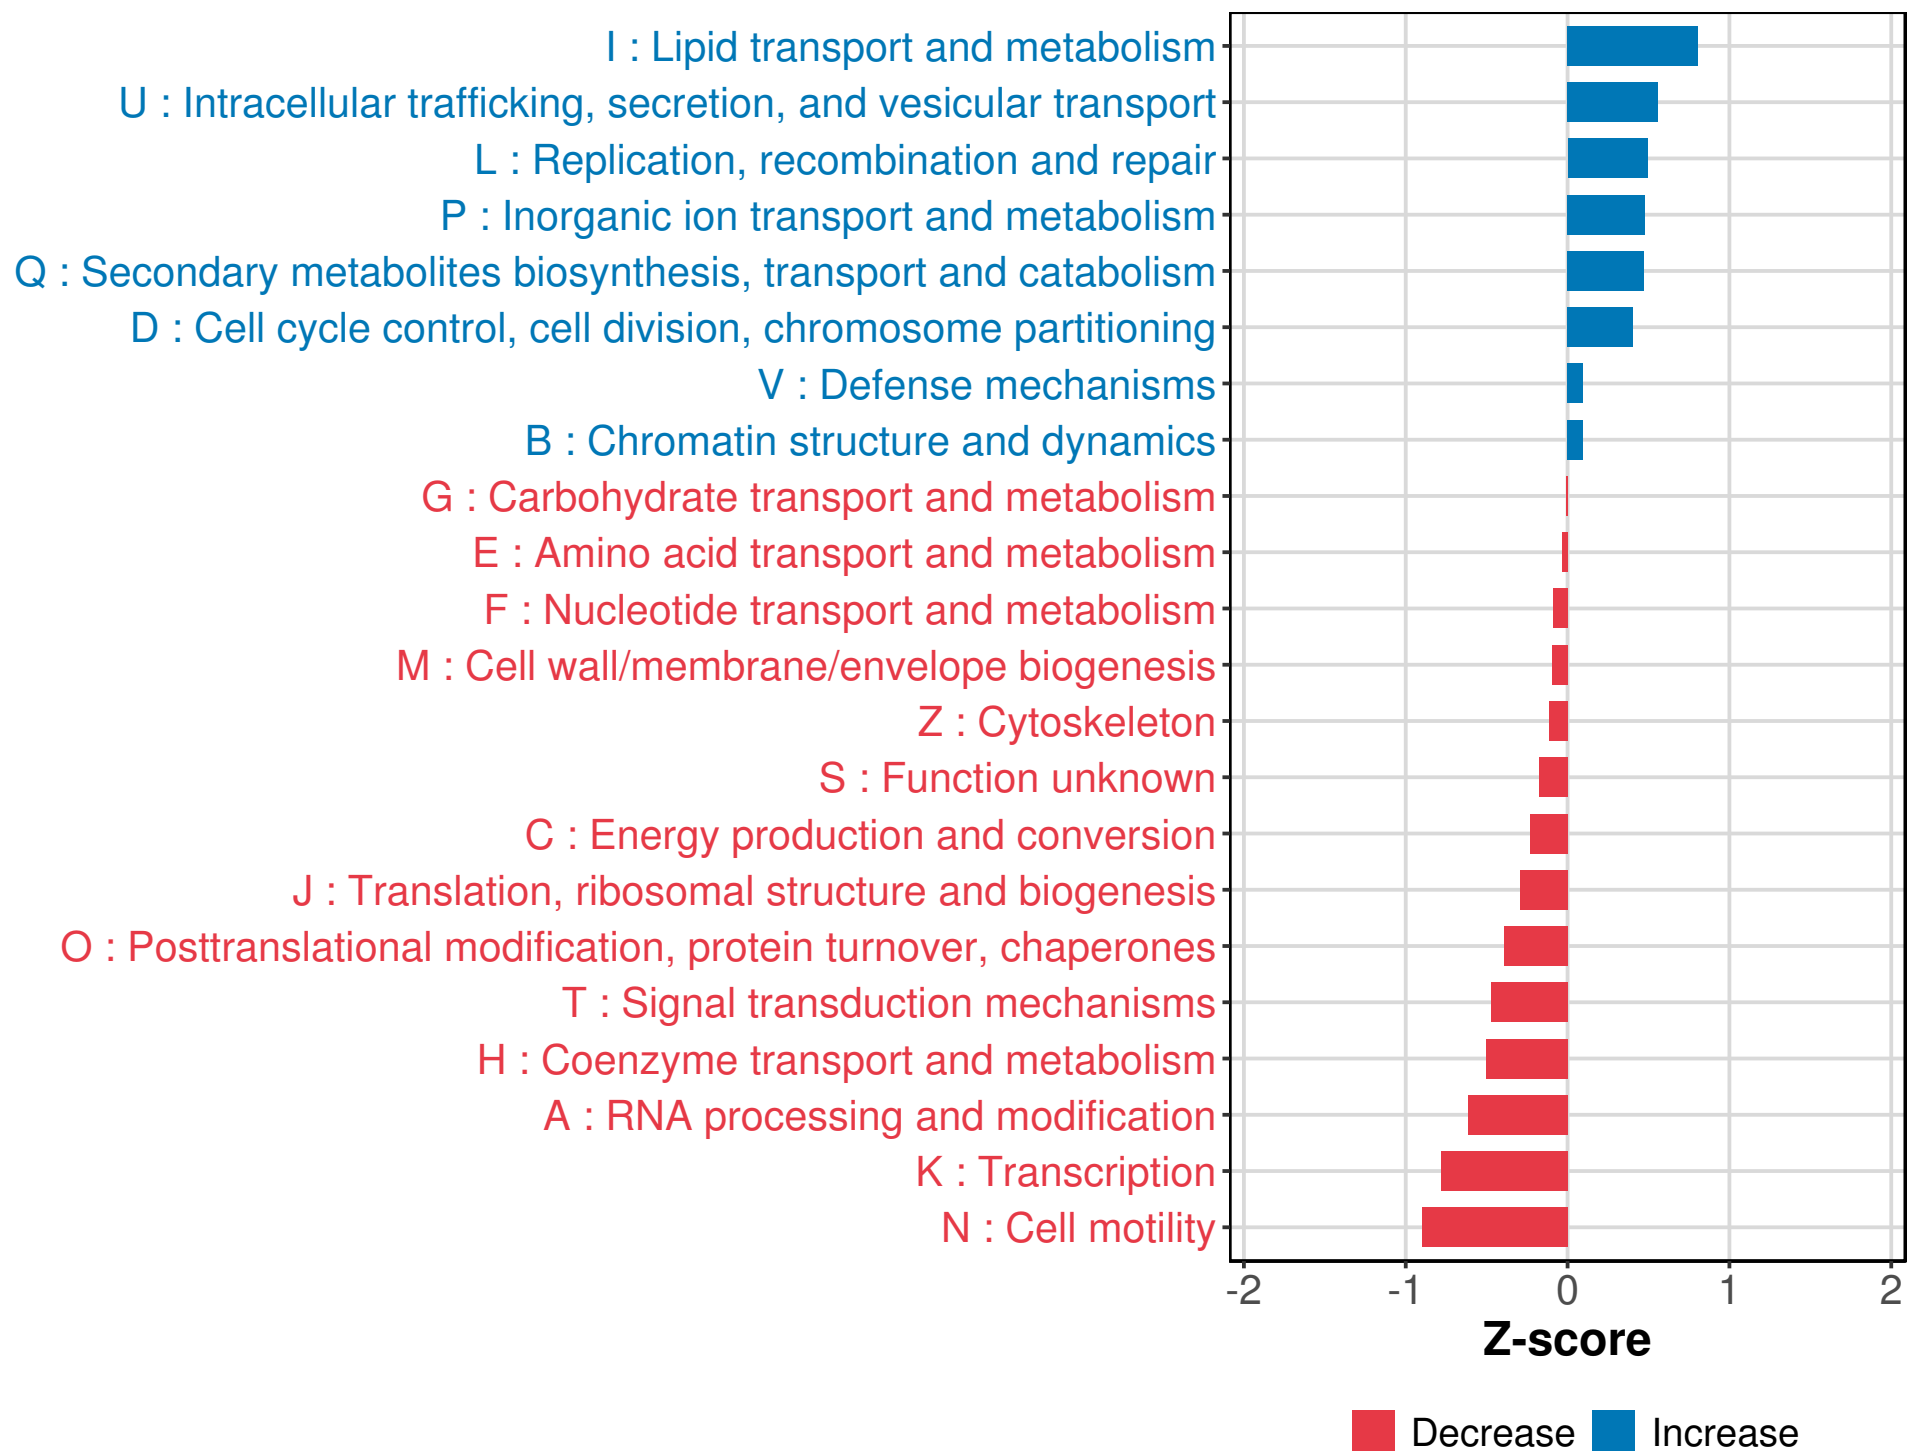 I : Lipid transport and metabolism
U : Intracellular trafficking, secretion, and vesicular transport
L : Replication, recombination and repair
P : Inorganic ion transport and metabolism
Q : Secondary metabolites biosynthesis, transport and catabolism
D : Cell cycle control, cell division, chromosome partitioning
V : Defense mechanisms
B : Chromatin structure and dynamics
G : Carbohydrate transport and metabolism
E : Amino acid transport and metabolism
F : Nucleotide transport and metabolism
M : Cell wall/membrane/envelope biogenesis
Z : Cytoskeleton
S : Function unknown
C : Energy production and conversion
J : Translation, ribosomal structure and biogenesis
O : Posttranslational modification, protein turnover, chaperones
T : Signal transduction mechanisms
H : Coenzyme transport and metabolism
A : RNA processing and modification
K : Transcription
N : Cell motility
-2 -1 0 1 2
Z-score
Decrease Increase